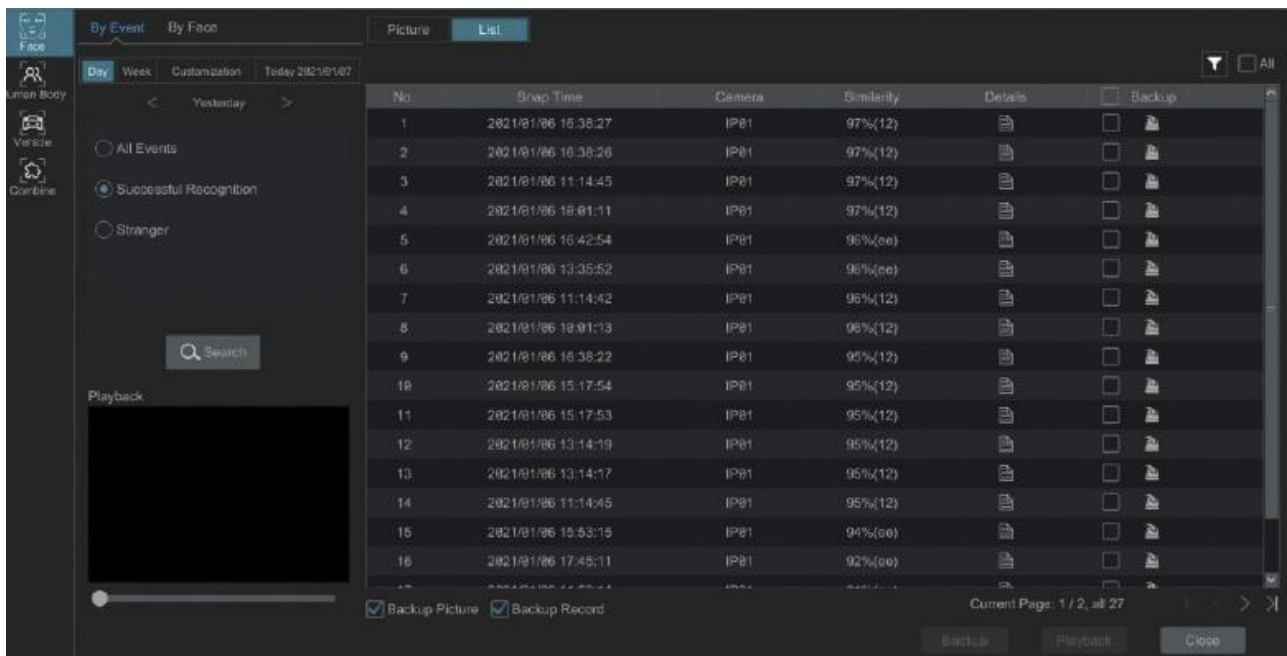 Face
uman Body
Vehicle
Combine
By Event By Face
Day Week Customization Today 2021/01/07
< Yesterday >
All Events
Successful Recognition
Stranger
Search
Playback
Picture List
All
No. Snap Time Camera Similarity Details Backup
1 2021/01/06 16:38:27 IP01 97%(12)
2 2021/01/06 16:38:26 IP01 97%(12)
3 2021/01/06 11:14:45 IP01 97%(12)
4 2021/01/06 18:01:11 IP01 97%(12)
5 2021/01/06 16:42:54 IP01 96%(ee)
6 2021/01/06 13:35:52 IP01 96%(ee)
7 2021/01/06 11:14:42 IP01 96%(12)
8 2021/01/06 18:01:13 IP01 96%(12)
9 2021/01/06 16:38:22 IP01 95%(12)
10 2021/01/06 15:17:54 IP01 95%(12)
11 2021/01/06 15:17:53 IP01 95%(12)
12 2021/01/06 13:14:19 IP01 95%(12)
13 2021/01/06 13:14:17 IP01 95%(12)
14 2021/01/06 11:14:45 IP01 95%(12)
15 2021/01/06 15:53:15 IP01 94%(ee)
16 2021/01/06 17:45:11 IP01 92%(ee)
Backup Picture Backup Record
Current Page: 1 / 2, all 27
Backup Playback Close